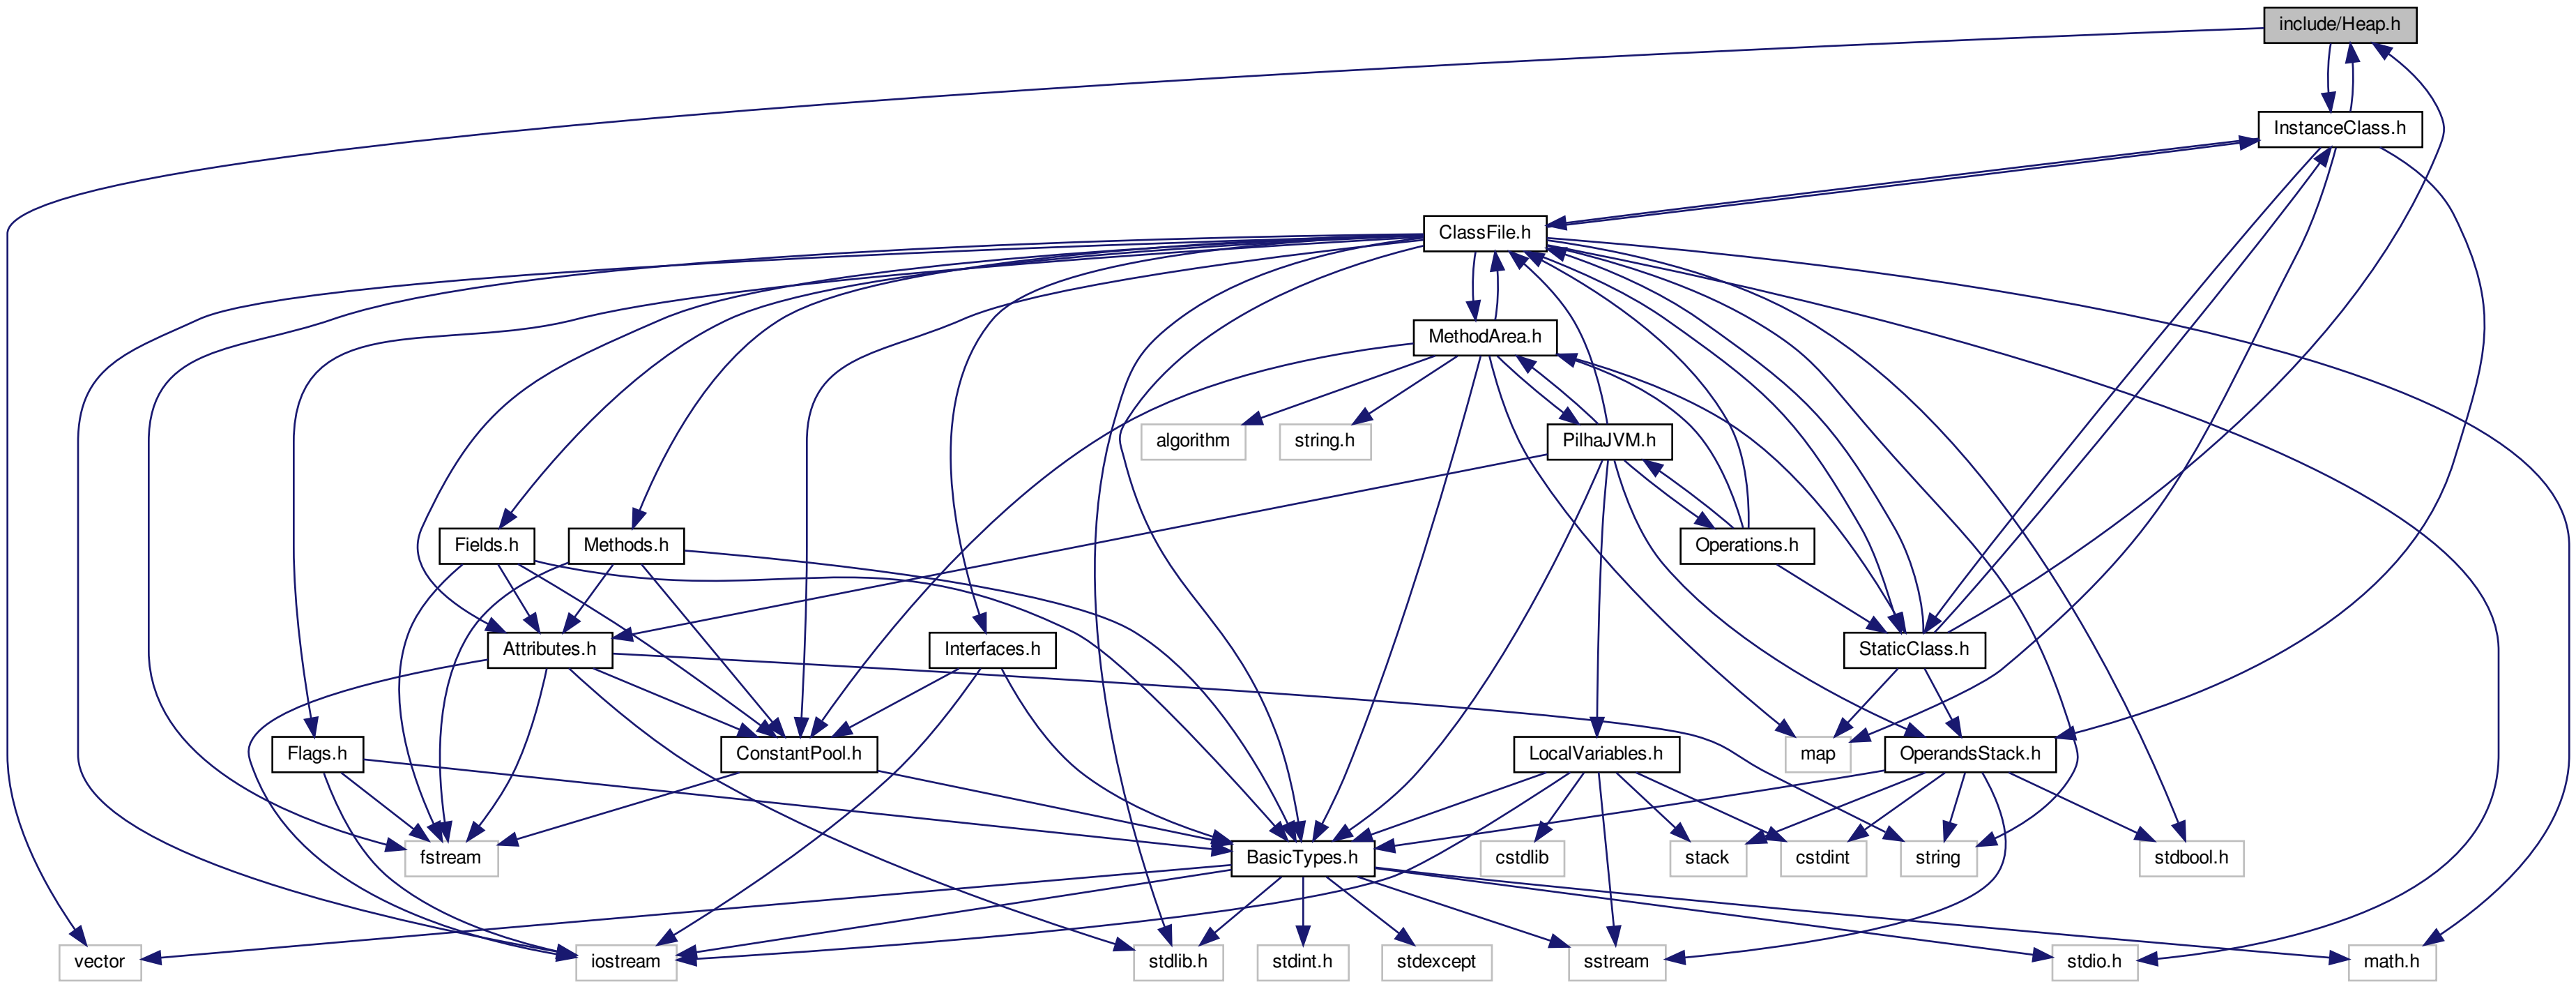 include/Heap.h
InstanceClass.h
ClassFile.h
MethodArea.h
algorithm
string.h
PilhaJVM.h
Fields.h
Methods.h
Operations.h
Attributes.h
Interfaces.h
StaticClass.h
Flags.h
ConstantPool.h
LocalVariables.h
map
OperandsStack.h
fstream
BasicTypes.h
cstdlib
stack
cstdint
string
stdbool.h
vector
iostream
stdlib.h
stdint.h
stdexcept
sstream
stdio.h
math.h